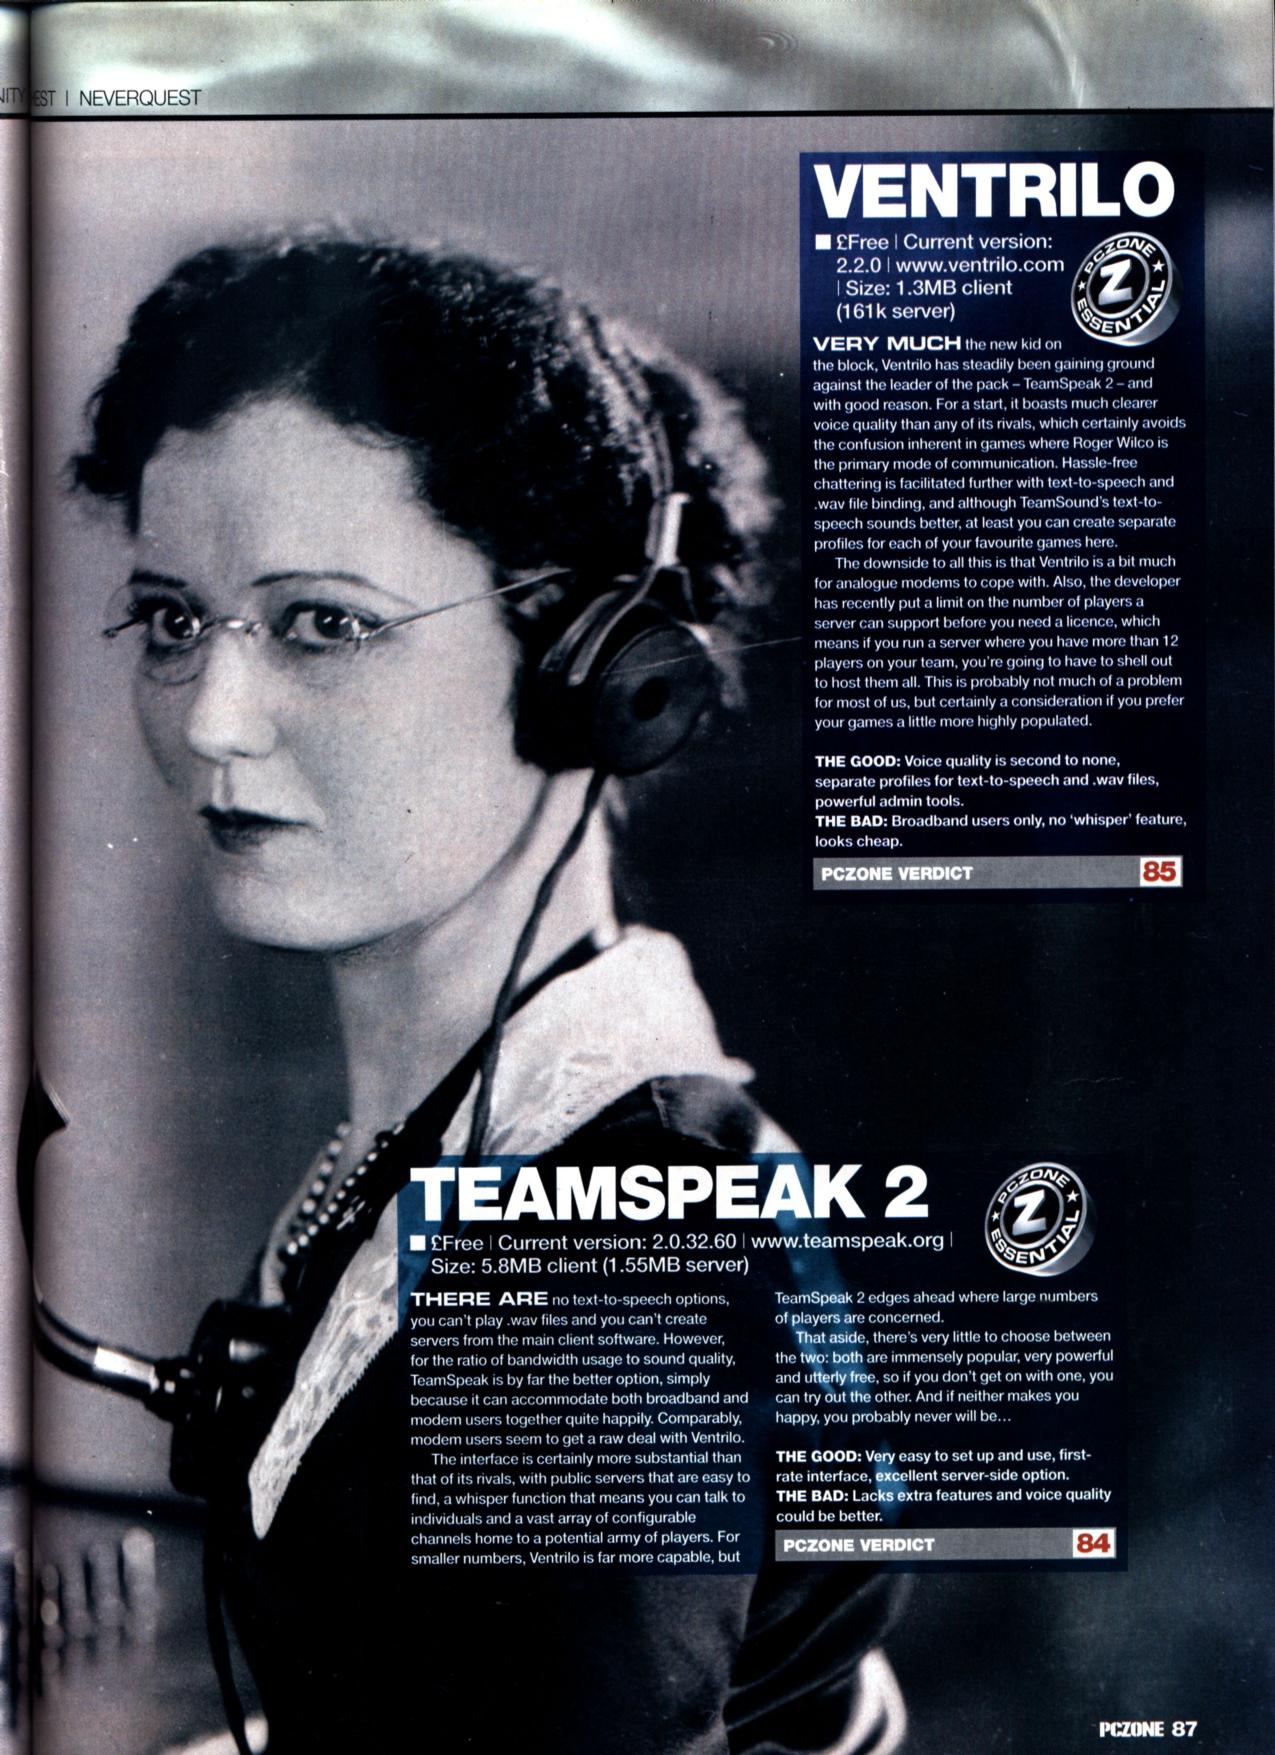 NITY
EST | NEVERQUEST
VENTRILO
£Free | Current version:
2.2.0 | www.ventrilo.com
| Size: 1.3MB client
(161k server)
PCZONE
Z
ESSENTIAL
VERY MUCH the new kid on
the block, Ventrilo has steadily been gaining ground
against the leader of the pack – TeamSpeak 2 – and
with good reason. For a start, it boasts much clearer
voice quality than any of its rivals, which certainly avoids
the confusion inherent in games where Roger Wilco is
the primary mode of communication. Hassle-free
chattering is facilitated further with text-to-speech and
.wav file binding, and although TeamSound's text-to-
speech sounds better, at least you can create separate
profiles for each of your favourite games here.
The downside to all this is that Ventrilo is a bit much
for analogue modems to cope with. Also, the developer
has recently put a limit on the number of players a
server can support before you need a licence, which
means if you run a server where you have more than 12
players on your team, you're going to have to shell out
to host them all. This is probably not much of a problem
for most of us, but certainly a consideration if you prefer
your games a little more highly populated.
THE GOOD: Voice quality is second to none,
separate profiles for text-to-speech and .wav files,
powerful admin tools.
THE BAD: Broadband users only, no 'whisper' feature,
looks cheap.
PCZONE VERDICT 85
TEAMSPEAK 2
£Free | Current version: 2.0.32.60 | www.teamspeak.org |
Size: 5.8MB client (1.55MB server)
PCZONE
Z
ESSENTIAL
THERE ARE no text-to-speech options,
you can't play .wav files and you can't create
servers from the main client software. However,
for the ratio of bandwidth usage to sound quality,
TeamSpeak is by far the better option, simply
because it can accommodate both broadband and
modem users together quite happily. Comparably,
modem users seem to get a raw deal with Ventrilo.
The interface is certainly more substantial than
that of its rivals, with public servers that are easy to
find, a whisper function that means you can talk to
individuals and a vast array of configurable
channels home to a potential army of players. For
smaller numbers, Ventrilo is far more capable, but
TeamSpeak 2 edges ahead where large numbers
of players are concerned.
That aside, there's very little to choose between
the two: both are immensely popular, very powerful
and utterly free, so if you don't get on with one, you
can try out the other. And if neither makes you
happy, you probably never will be...
THE GOOD: Very easy to set up and use, first-
rate interface, excellent server-side option.
THE BAD: Lacks extra features and voice quality
could be better.
PCZONE VERDICT 84
PCZONE 87